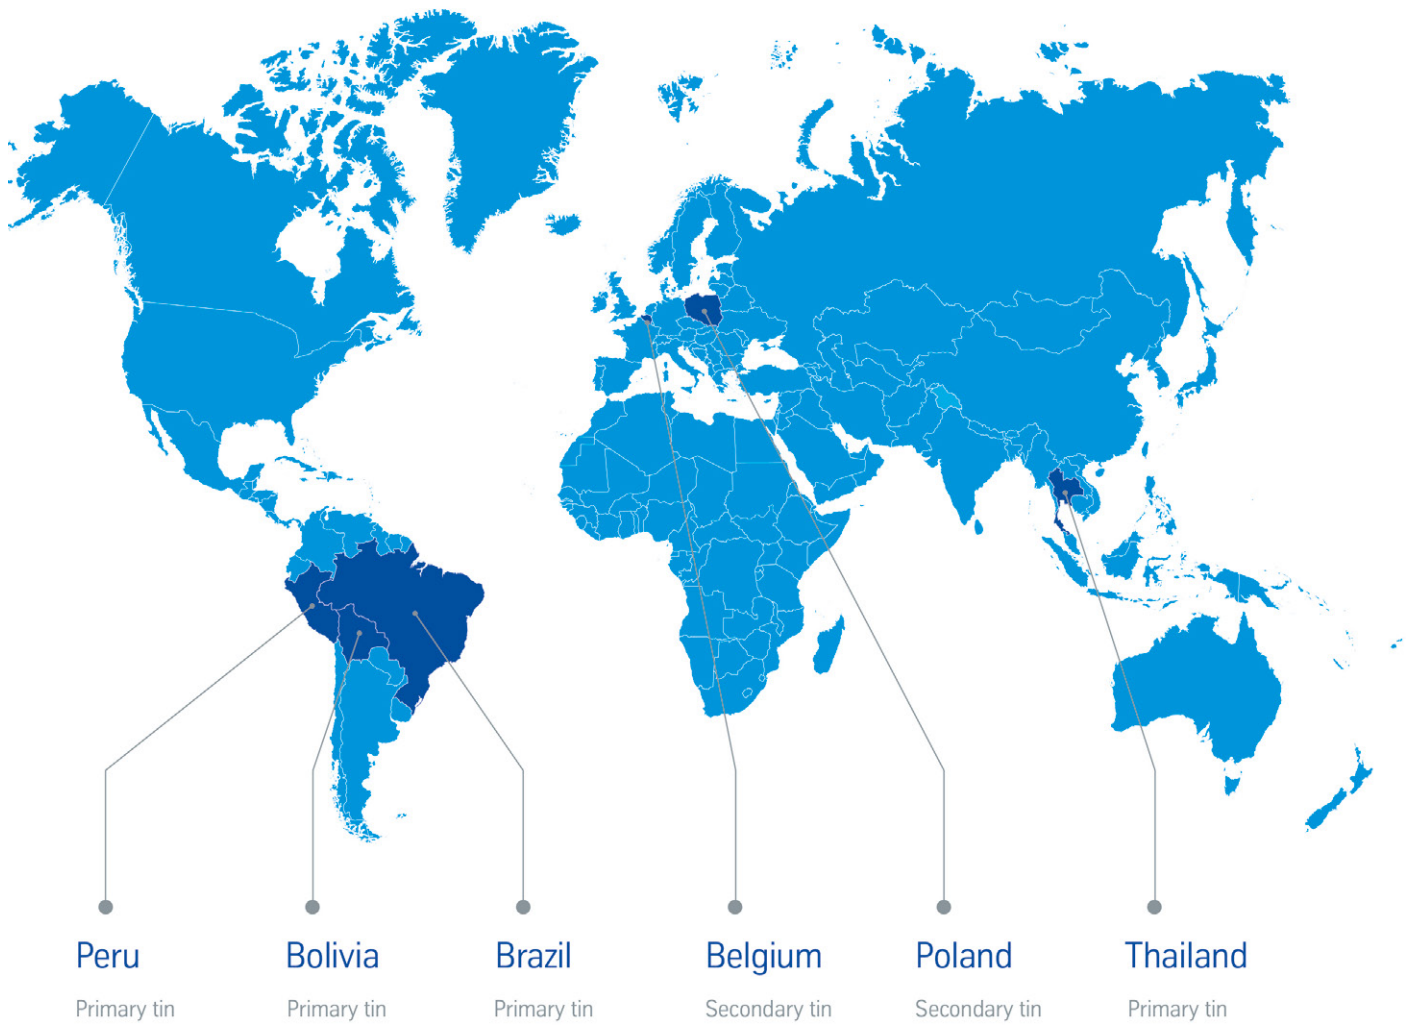 Peru
Primary tin
Bolivia
Primary tin
Brazil
Primary tin
Belgium
Secondary tin
Poland
Secondary tin
Thailand
Primary tin